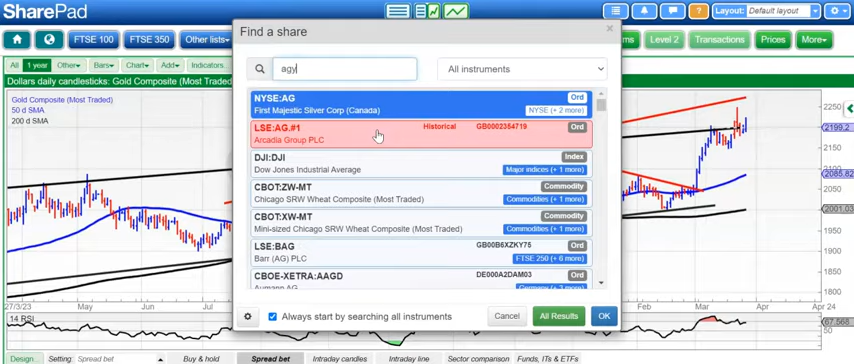 SharePad
Layout: Default layout
FTSE 100
FTSE 350
Other lists
Level 2
Transactions
Prices
More
All
1 year
Other
Bars
Chart
Add
Indicators
Dollars daily candlesticks: Gold Composite (Most Traded)
Gold Composite (Most Traded)
50 d SMA
200 d SMA
Find a share
×
agy
All instruments
NYSE:AG
Ord
First Majestic Silver Corp (Canada)
NYSE (+ 2 more)
LSE:AG.#1
Historical
GB0002354719
Ord
Arcadia Group PLC
DJI:DJI
Index
Dow Jones Industrial Average
Major indices (+ 1 more)
CBOT:ZW-MT
Commodity
Chicago SRW Wheat Composite (Most Traded)
Commodities (+ 1 more)
CBOT:XW-MT
Commodity
Mini-sized Chicago SRW Wheat Composite (Most Traded)
Commodities (+ 1 more)
LSE:BAG
GB00B6XZKY75
Ord
Barr (AG) PLC
FTSE 250 (+ 6 more)
CBOE-XETRA:AAGD
DE000A2DAM03
Ord
Aumann AG
Always start by searching all instruments
Cancel
All Results
OK
2250
2199.2
2150
2100
2085.82
2050
2001.03
1950
1900
1850
1800
27/3/23
May
Jun
Jul
Feb
Mar
Apr 24
14 RSI
67.568
50
Design
Setting:
Spread bet
Buy & hold
Spread bet
Intraday candles
Intraday line
Sector comparison
Funds, ITs & ETFs